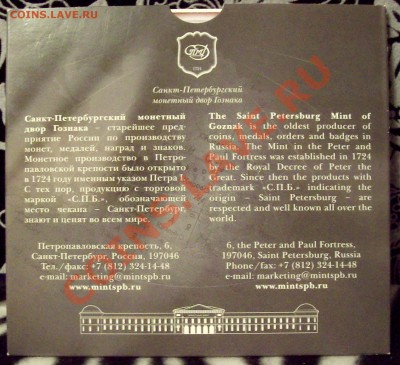 COINS.LAVE.RU
СПМД
1724
Санкт-Петербургский
монетный двор Гознака
Санкт-Петербургский монетный
двор Гознака – старейшее пред-
приятие России по производству
монет, медалей, наград и знаков.
Монетное производство в Петро-
павловской крепости было открыто
в 1724 году именным указом Петра I.
С тех пор, продукцию с торговой
маркой «С.П.Б.», обозначающей
место чекана – Санкт-Петербург,
знают и ценят во всем мире.
Петропавловская крепость, 6,
Санкт-Петербург, Россия, 197046
Тел./факс: +7 (812) 324-14-48
e-mail: marketing@mintspb.ru
www.mintspb.ru
The Saint Petersburg Mint of
Goznak – is the oldest producer of
coins, medals, orders and badges in
Russia. The Mint in the Peter and
Paul Fortress was established in 1724
by the Royal Decree of Peter the
Great. Since then the products with
trademark «С.П.Б.» indicating the
origin – Saint Petersburg – are
respected and well known all over the
world.
6, the Peter and Paul Fortress,
197046, Saint Petersburg, Russia
Phone/fax: +7 (812) 324-14-48
e-mail: marketing@mintspb.ru
www.mintspb.ru
COINS.LAVE.RU